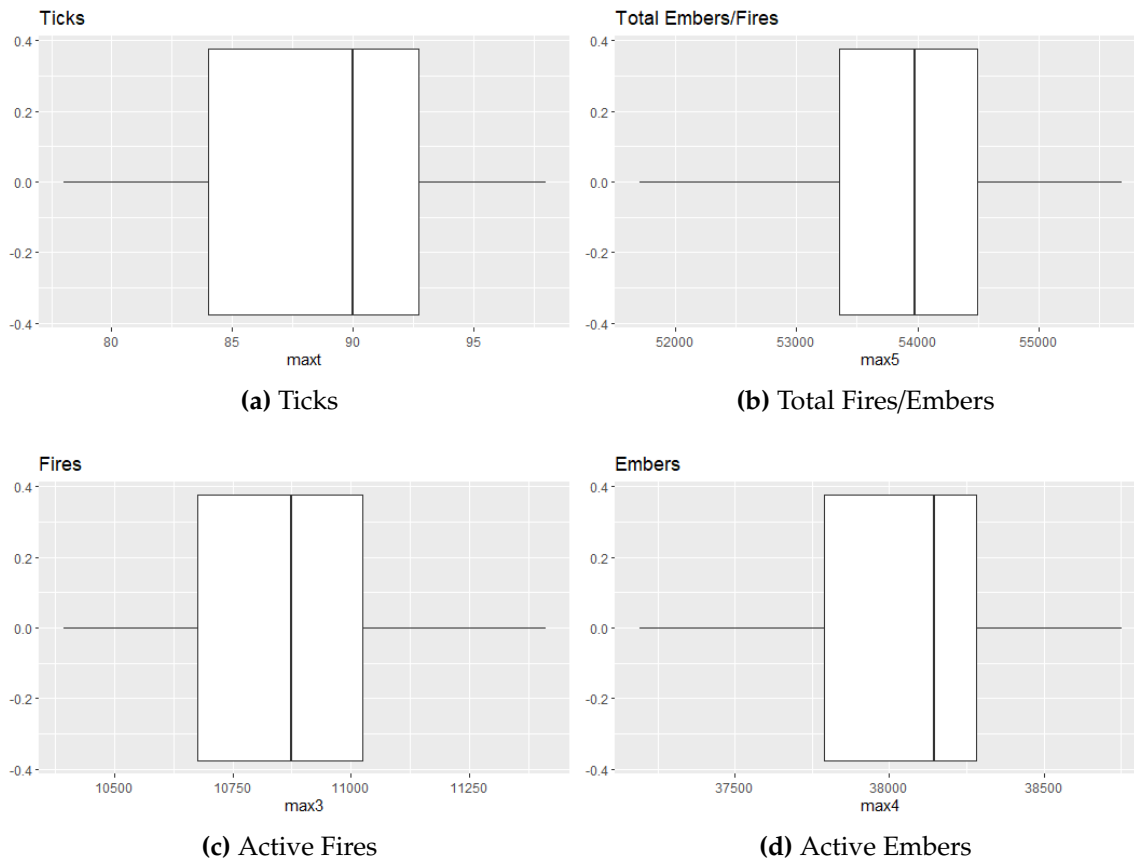 Ticks
0.4
0.2
0.0
-0.2
-0.4
80 85 90 95
maxt
(a) Ticks
Total Embers/Fires
0.4
0.2
0.0
-0.2
-0.4
52000 53000 54000 55000
max5
(b) Total Fires/Embers
Fires
0.4
0.2
0.0
-0.2
-0.4
10500 10750 11000 11250
max3
(c) Active Fires
Embers
0.4
0.2
0.0
-0.2
-0.4
37500 38000 38500
max4
(d) Active Embers